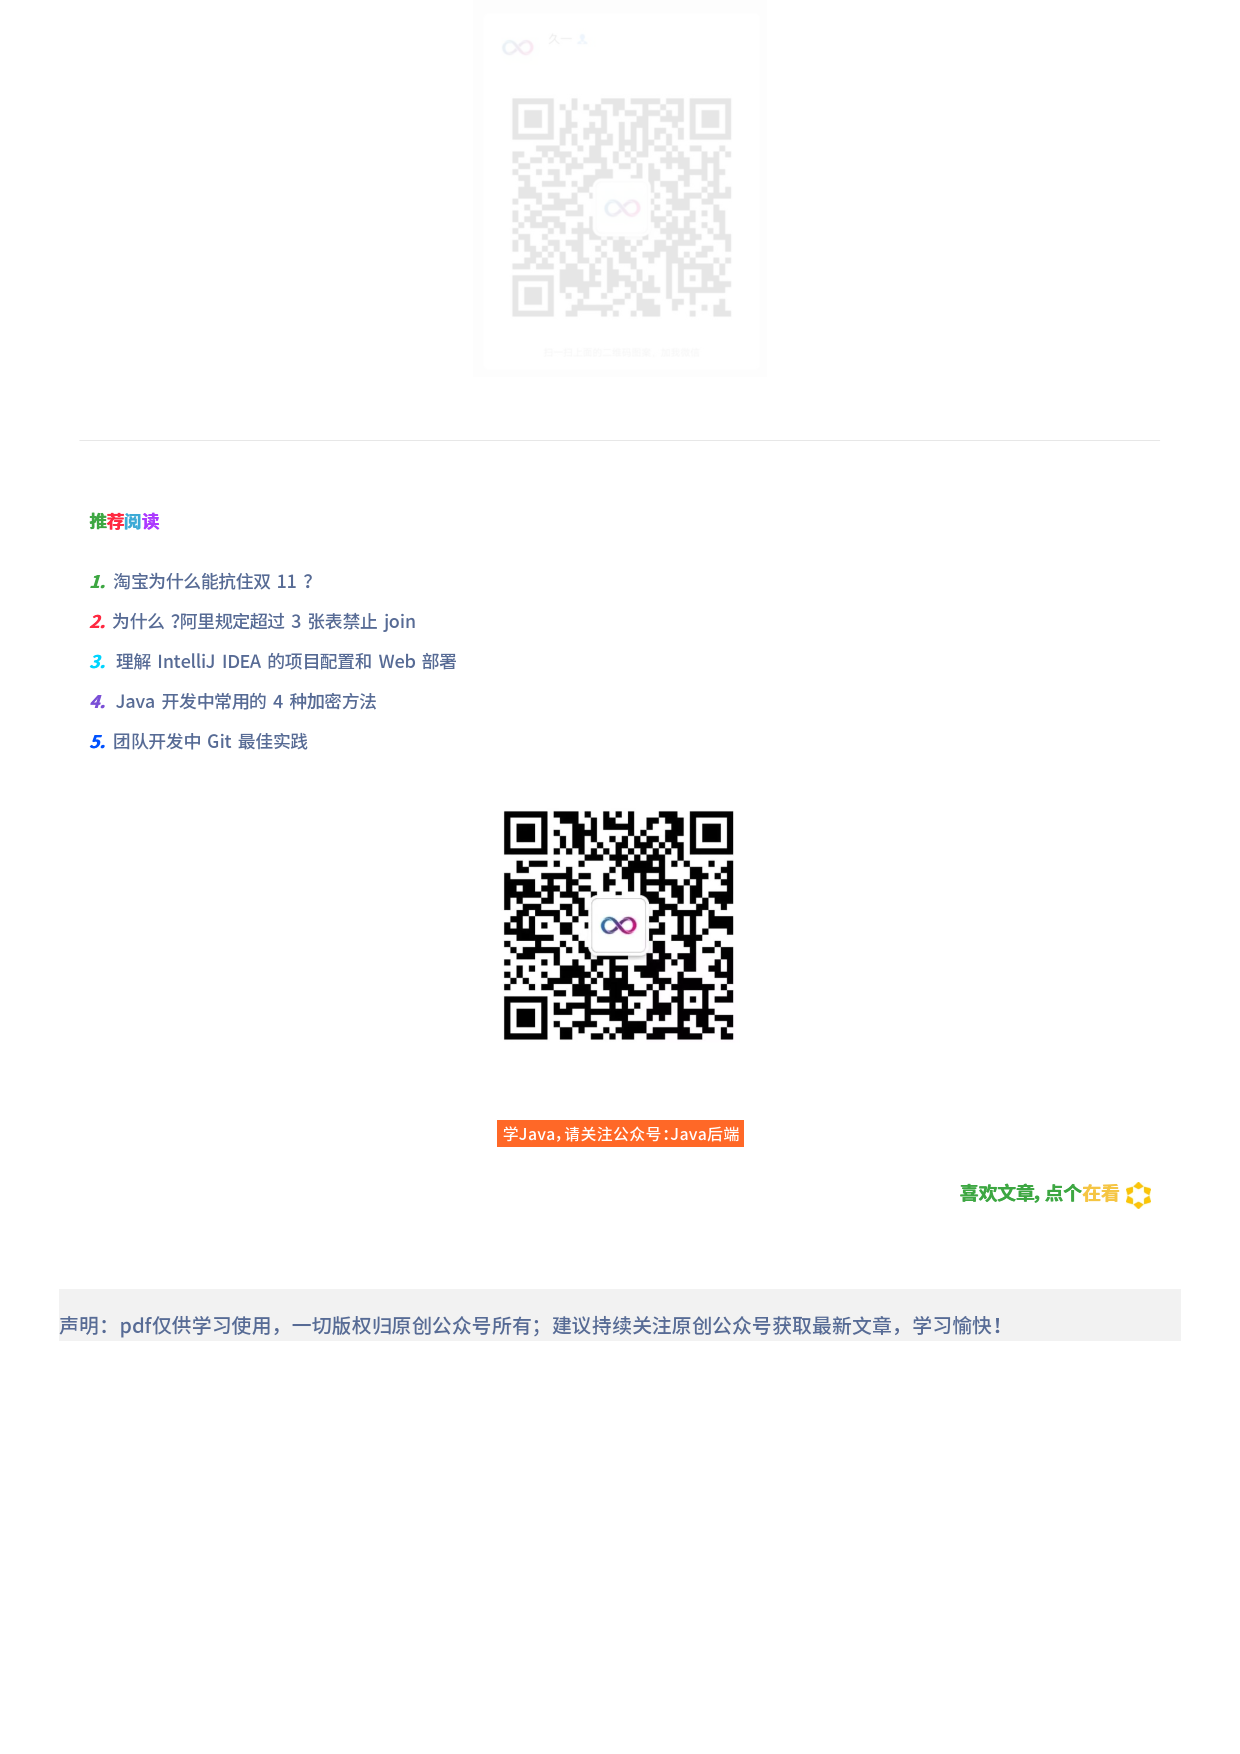 久一
推荐阅读
1. 淘宝为什么能抗住双 11 ？
2. 为什么 ?阿里规定超过 3 张表禁止 join
3. 理解 IntelliJ IDEA 的项目配置和 Web 部署
4. Java 开发中常用的 4 种加密方法
5. 团队开发中 Git 最佳实践
学Java，请关注公众号：Java后端
喜欢文章，点个在看
声明：pdf仅供学习使用，一切版权归原创公众号所有；建议持续关注原创公众号获取最新文章，学习愉快！